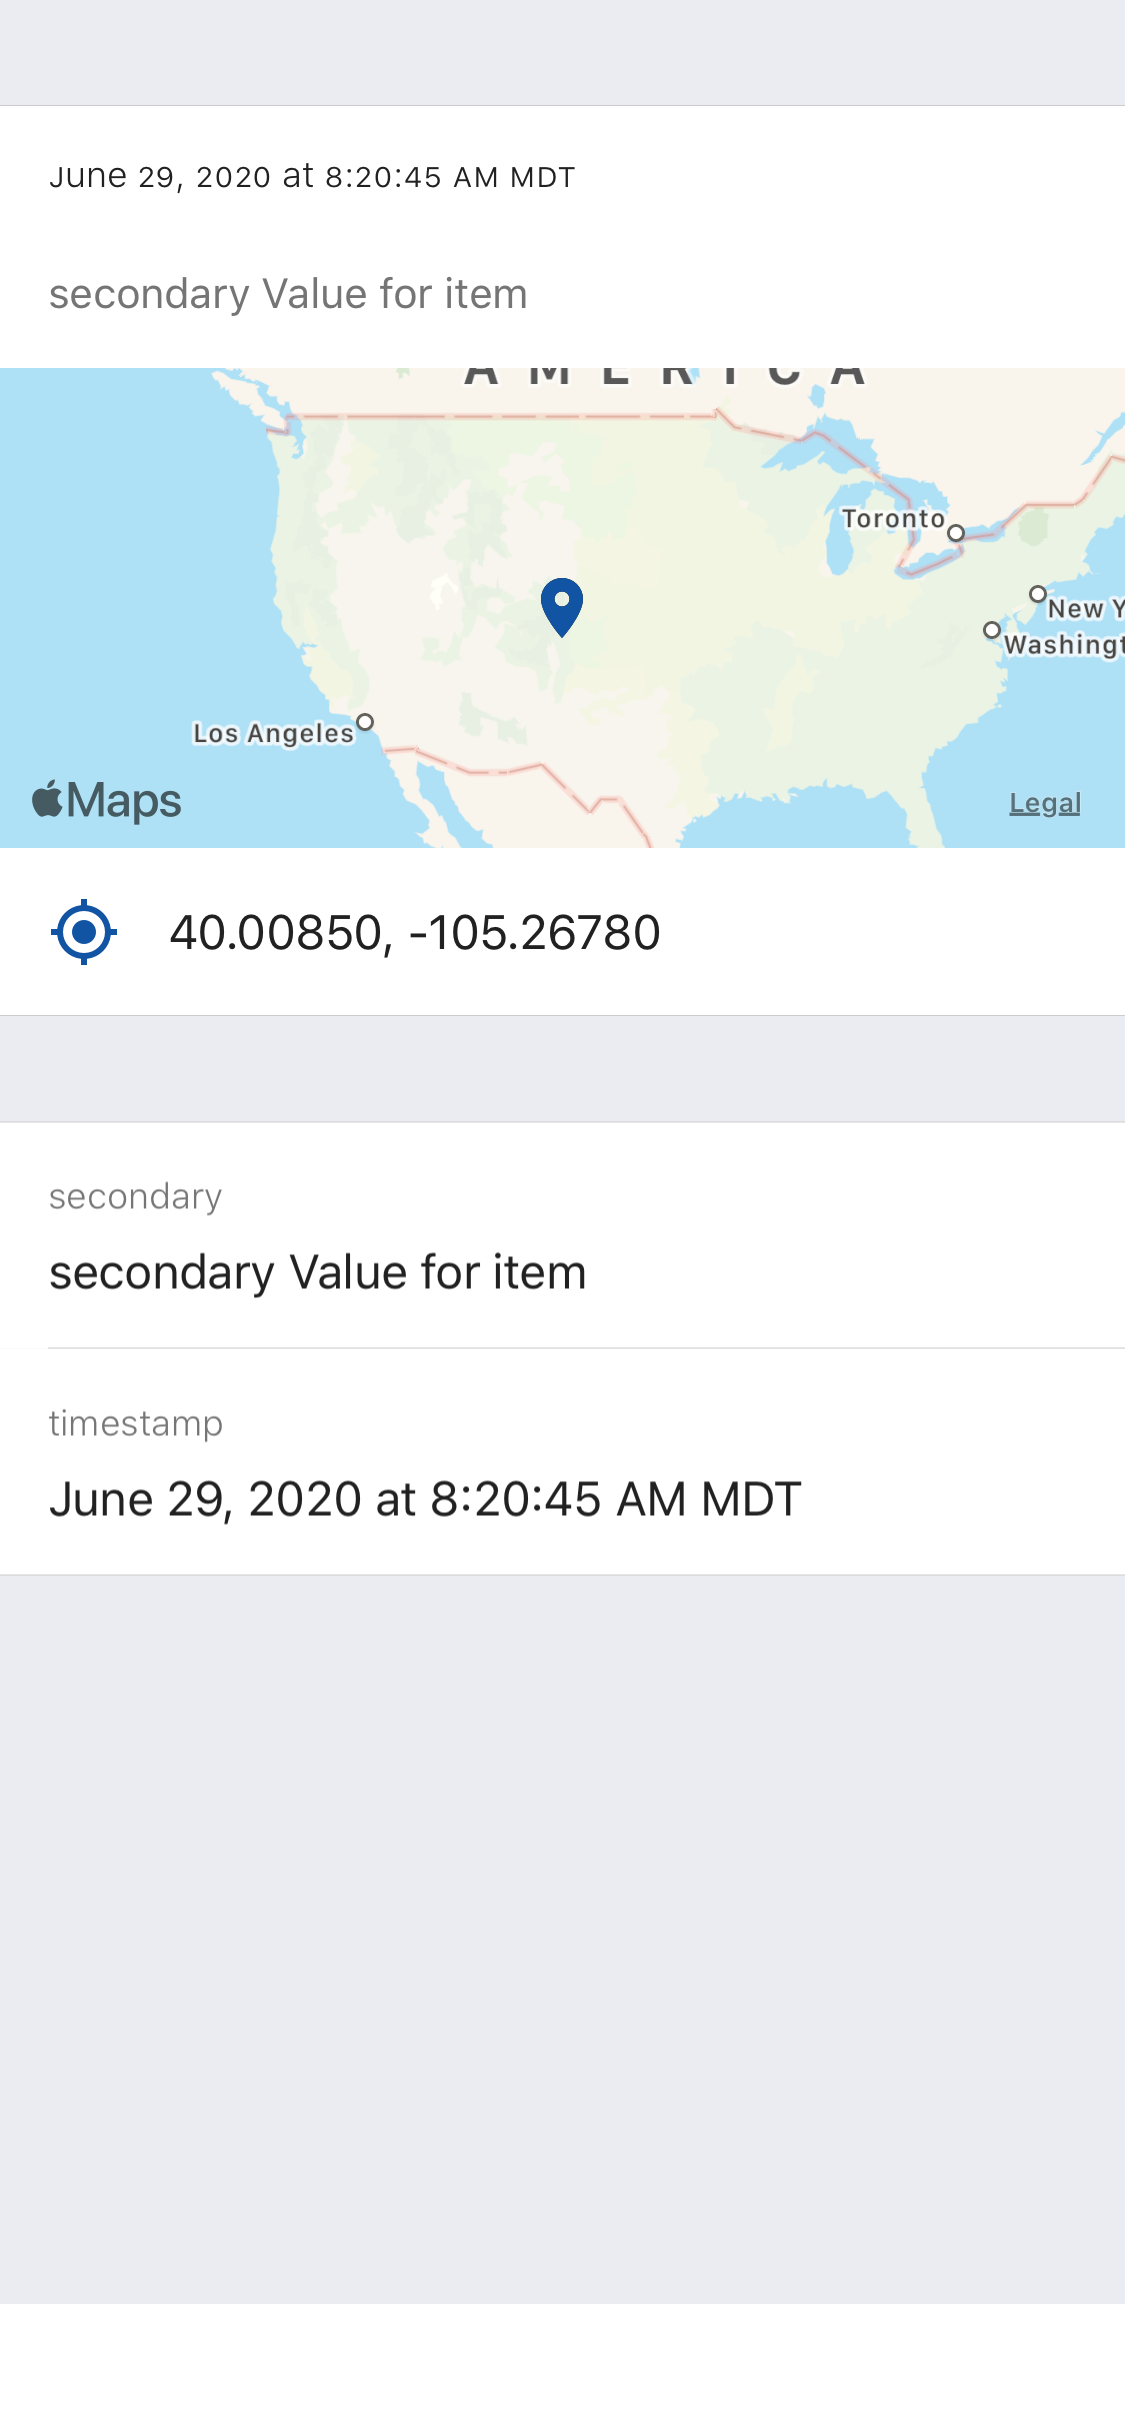 June 29, 2020 at 8:20:45 AM MDT
secondary Value for item
AMERICA
Toronto
New Y
Washingt
Los Angeles
Maps
Legal
40.00850, -105.26780
secondary
secondary Value for item
timestamp
June 29, 2020 at 8:20:45 AM MDT